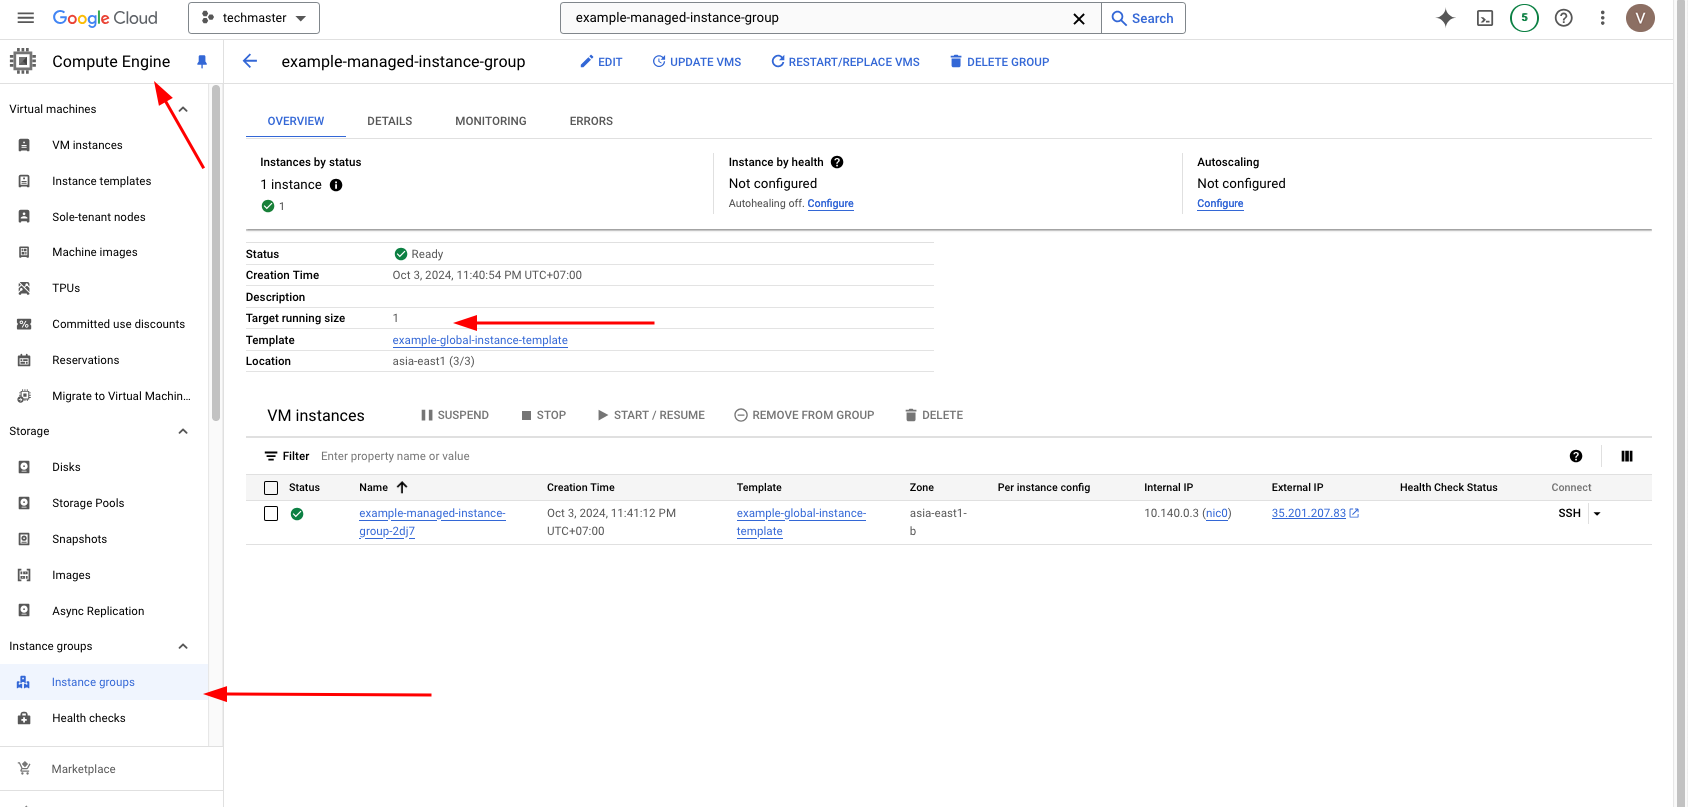 Google Cloud
techmaster
example-managed-instance-group
Search
5
V
Compute Engine
example-managed-instance-group
EDIT
UPDATE VMS
RESTART/REPLACE VMS
DELETE GROUP
Virtual machines
VM instances
Instance templates
Sole-tenant nodes
Machine images
TPUs
Committed use discounts
Reservations
Migrate to Virtual Machin...
Storage
Disks
Storage Pools
Snapshots
Images
Async Replication
Instance groups
Instance groups
Health checks
Marketplace
OVERVIEW
DETAILS
MONITORING
ERRORS
Instances by status
1 instance
1
Instance by health
Not configured
Autohealing off. Configure
Autoscaling
Not configured
Configure
Status Ready
Creation Time Oct 3, 2024, 11:40:54 PM UTC+07:00
Description
Target running size 1
Template example-global-instance-template
Location asia-east1 (3/3)
VM instances
SUSPEND
STOP
START / RESUME
REMOVE FROM GROUP
DELETE
Filter Enter property name or value
Status Name Creation Time Template Zone Per instance config Internal IP External IP Health Check Status Connect
example-managed-instance-
group-2dj7
Oct 3, 2024, 11:41:12 PM
UTC+07:00
example-global-instance-
template
asia-east1-
b
10.140.0.3 (nic0)
35.201.207.83
SSH